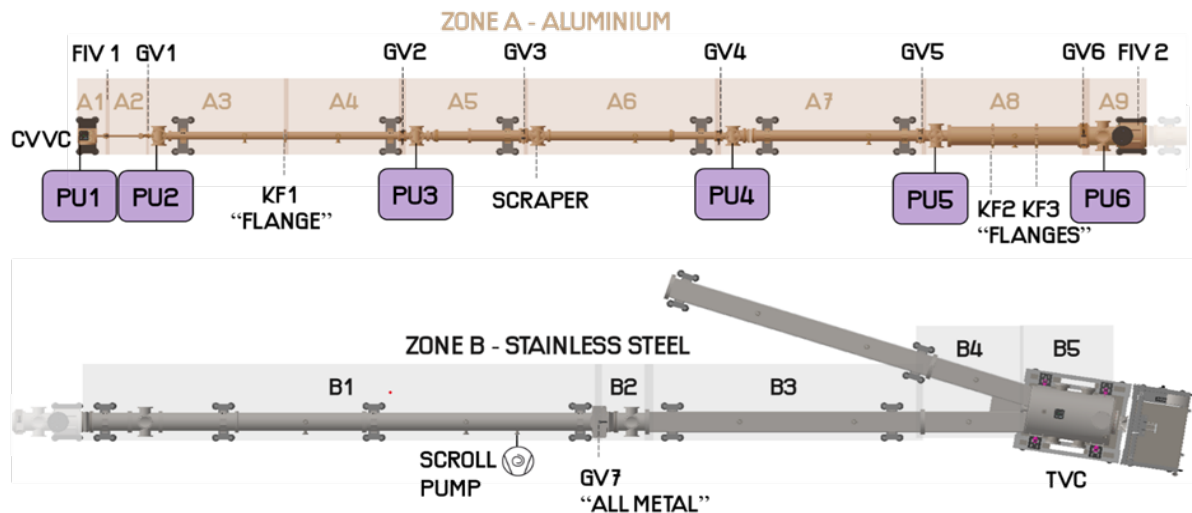 ZONE A - ALUMINIUM
FIV 1 GV1 GV2 GV3 GV4 GV5 GV6 FIV 2
A1 A2 A3 A4 A5 A6 A7 A8 A9
CVVC
PU1 PU2 PU3 PU4 PU5 PU6
KF1
"FLANGE"
SCRAPER
KF2 KF3
"FLANGES"
ZONE B - STAINLESS STEEL
B1 B2 B3 B4 B5
SCROLL
PUMP
GV7
"ALL METAL"
TVC